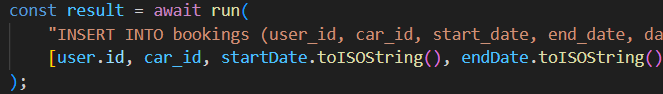 const result = await run(
"INSERT INTO bookings (user_id, car_id, start_date, end_date, da
[user.id, car_id, startDate.toISOString(), endDate.toISOString()
);